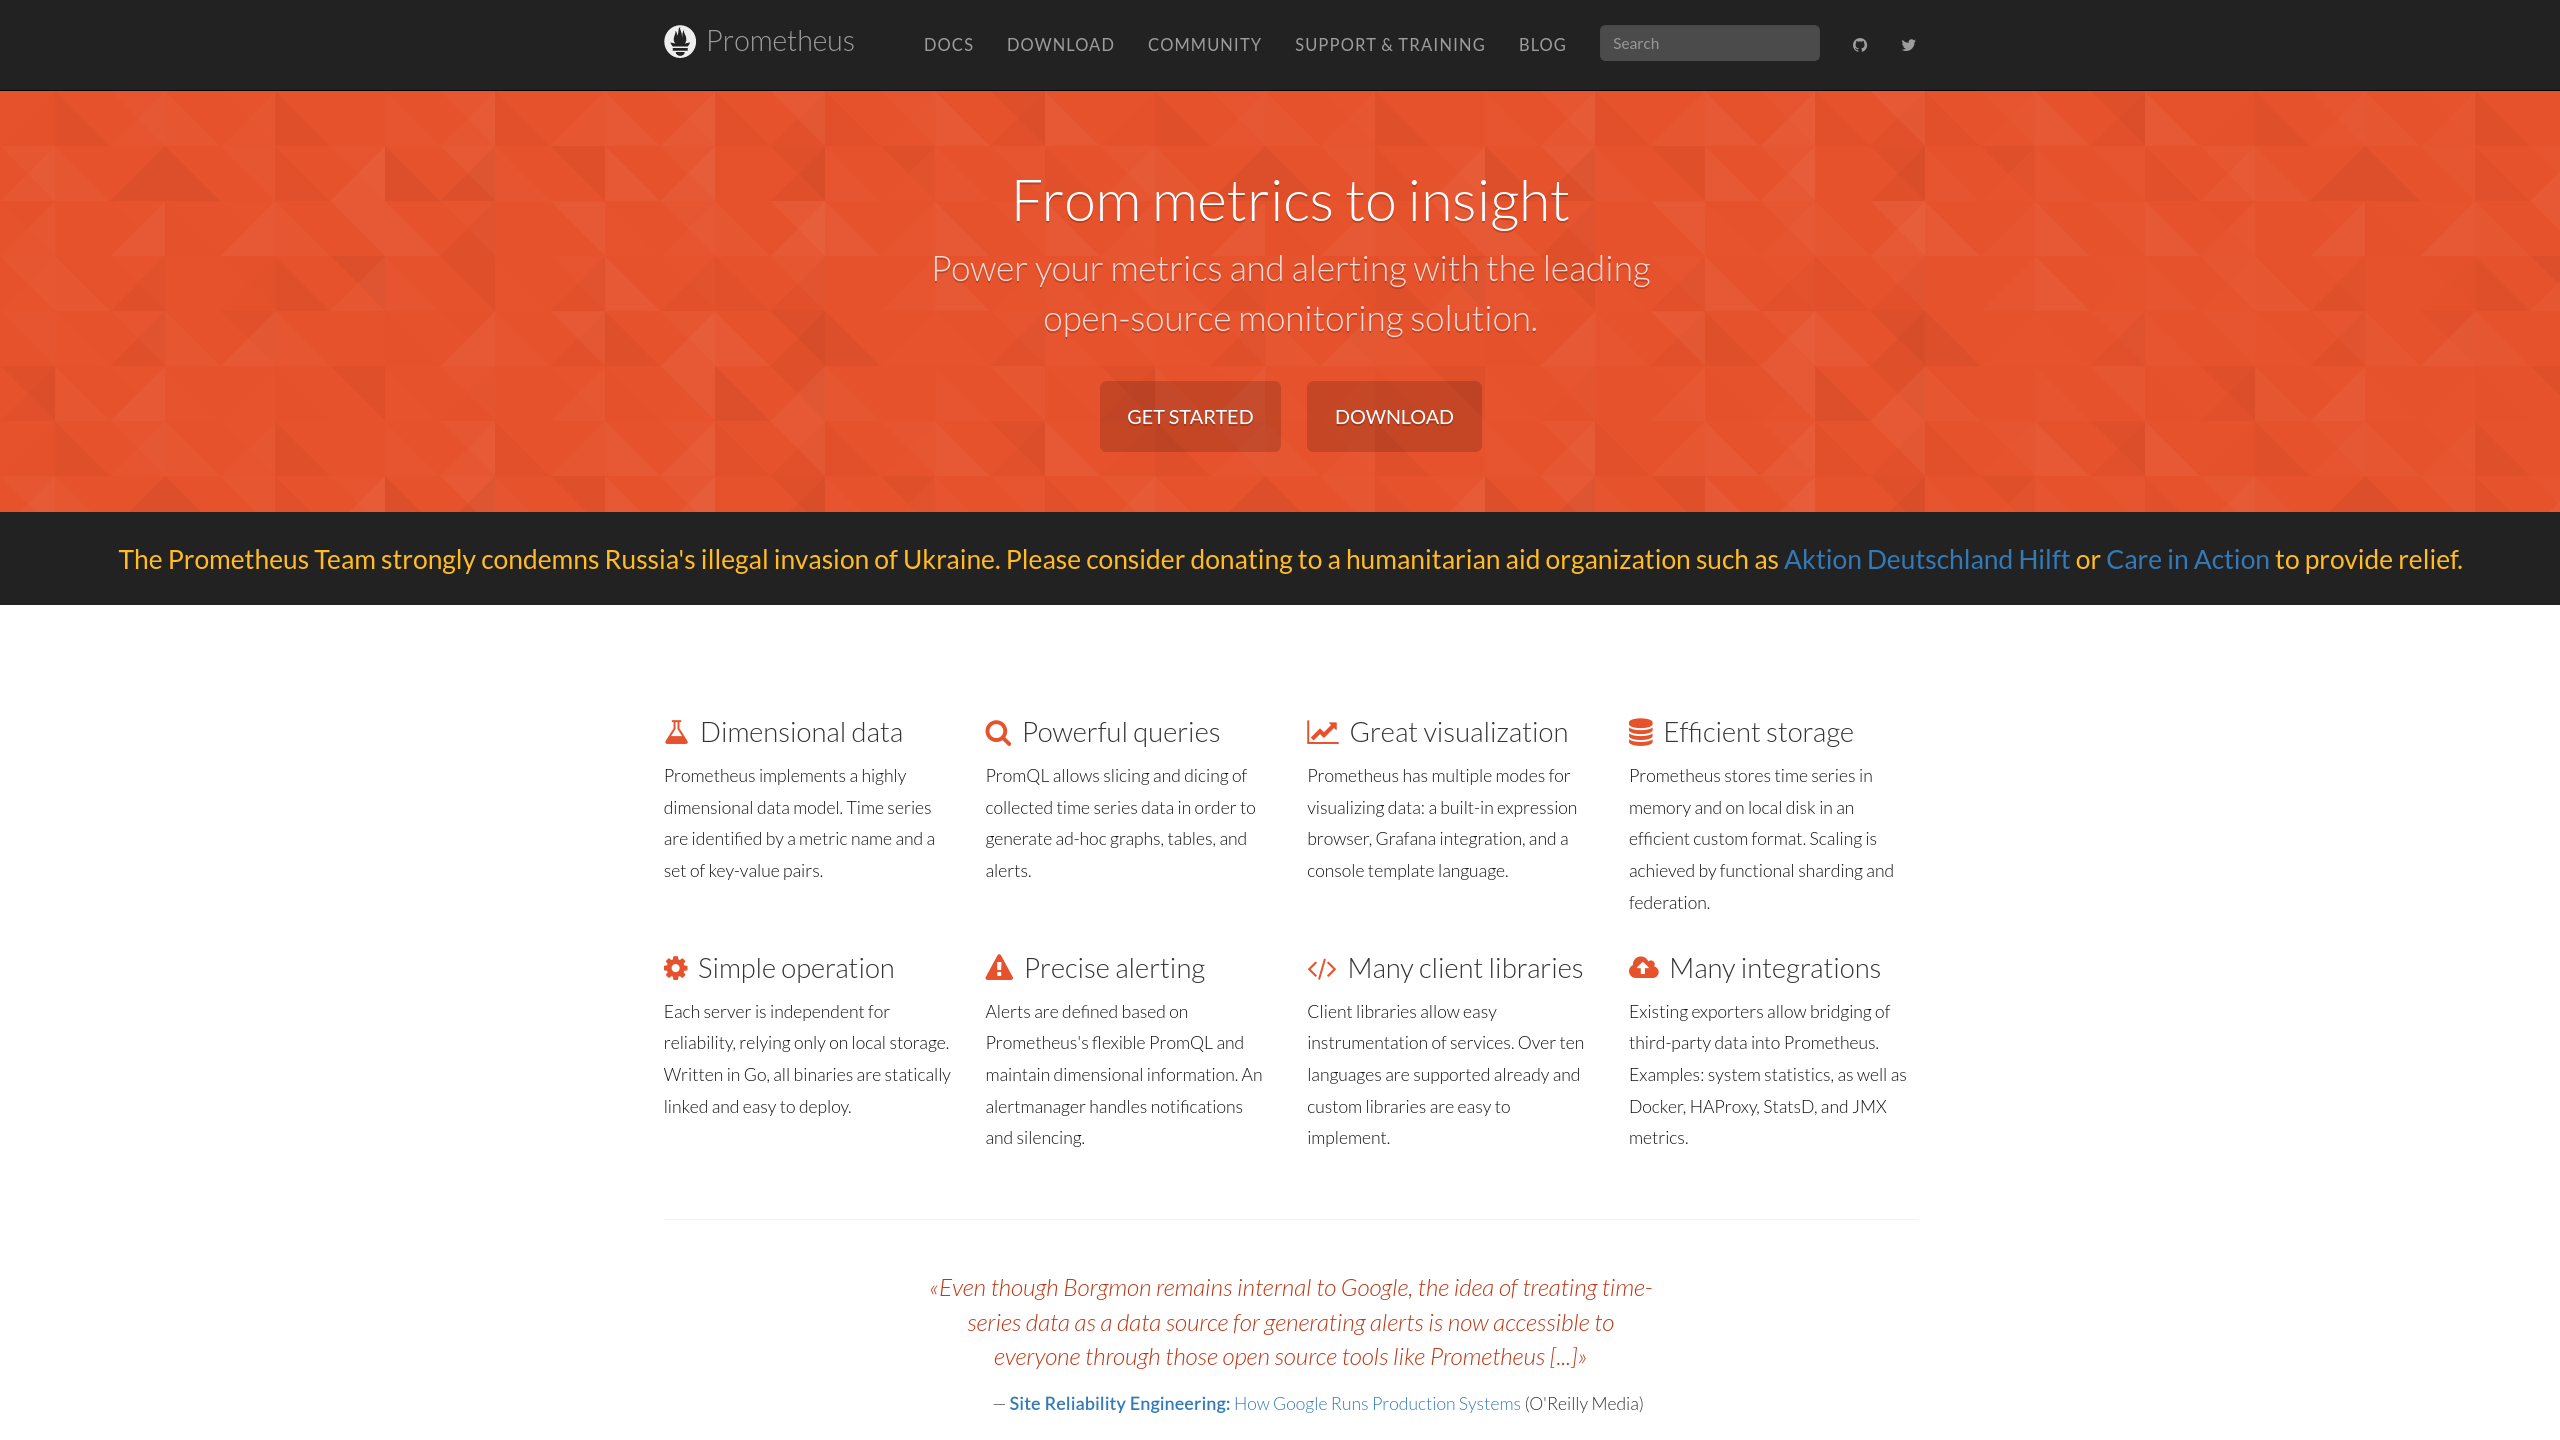 Prometheus
DOCS
DOWNLOAD
COMMUNITY
SUPPORT & TRAINING
BLOG
Search
From metrics to insight
Power your metrics and alerting with the leading
open-source monitoring solution.
GET STARTED
DOWNLOAD
The Prometheus Team strongly condemns Russia's illegal invasion of Ukraine. Please consider donating to a humanitarian aid organization such as Aktion Deutschland Hilft or Care in Action to provide relief.
Dimensional data
Prometheus implements a highly
dimensional data model. Time series
are identified by a metric name and a
set of key-value pairs.
Powerful queries
PromQL allows slicing and dicing of
collected time series data in order to
generate ad-hoc graphs, tables, and
alerts.
Great visualization
Prometheus has multiple modes for
visualizing data: a built-in expression
browser, Grafana integration, and a
console template language.
Efficient storage
Prometheus stores time series in
memory and on local disk in an
efficient custom format. Scaling is
achieved by functional sharding and
federation.
Simple operation
Each server is independent for
reliability, relying only on local storage.
Written in Go, all binaries are statically
linked and easy to deploy.
Precise alerting
Alerts are defined based on
Prometheus's flexible PromQL and
maintain dimensional information. An
alertmanager handles notifications
and silencing.
Many client libraries
Client libraries allow easy
instrumentation of services. Over ten
languages are supported already and
custom libraries are easy to
implement.
Many integrations
Existing exporters allow bridging of
third-party data into Prometheus.
Examples: system statistics, as well as
Docker, HAProxy, StatsD, and JMX
metrics.
«Even though Borgmon remains internal to Google, the idea of treating time-
series data as a data source for generating alerts is now accessible to
everyone through those open source tools like Prometheus [...]»
— Site Reliability Engineering: How Google Runs Production Systems (O'Reilly Media)